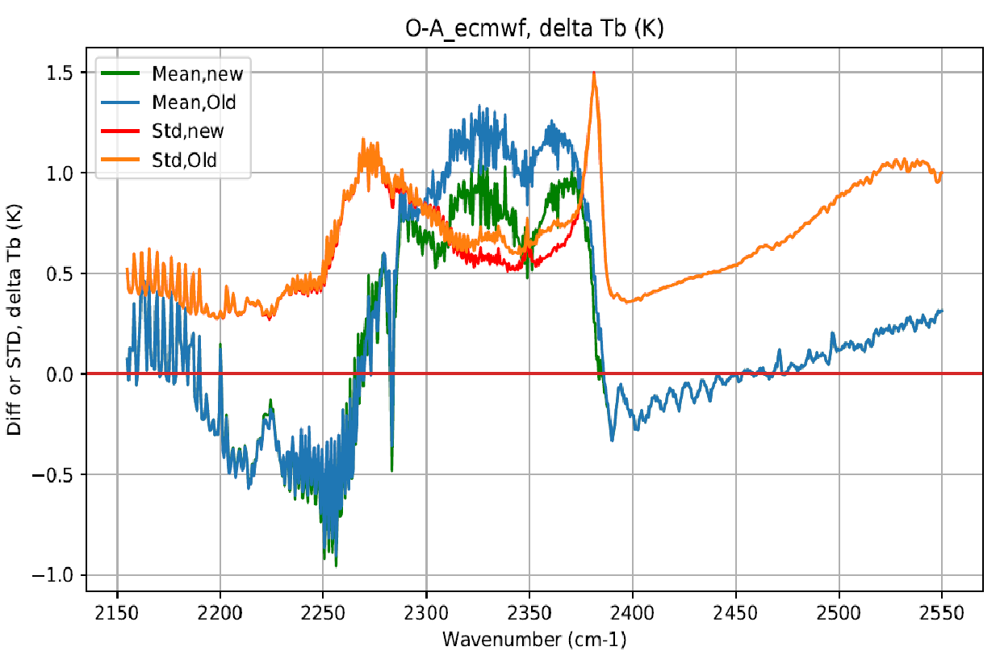 O-A_ecmwf, delta Tb (K)
Mean,new
Mean,Old
Std,new
Std,Old
Diff or STD, delta Tb (K)
1.5
1.0
0.5
0.0
−0.5
−1.0
2150 2200 2250 2300 2350 2400 2450 2500 2550
Wavenumber (cm-1)